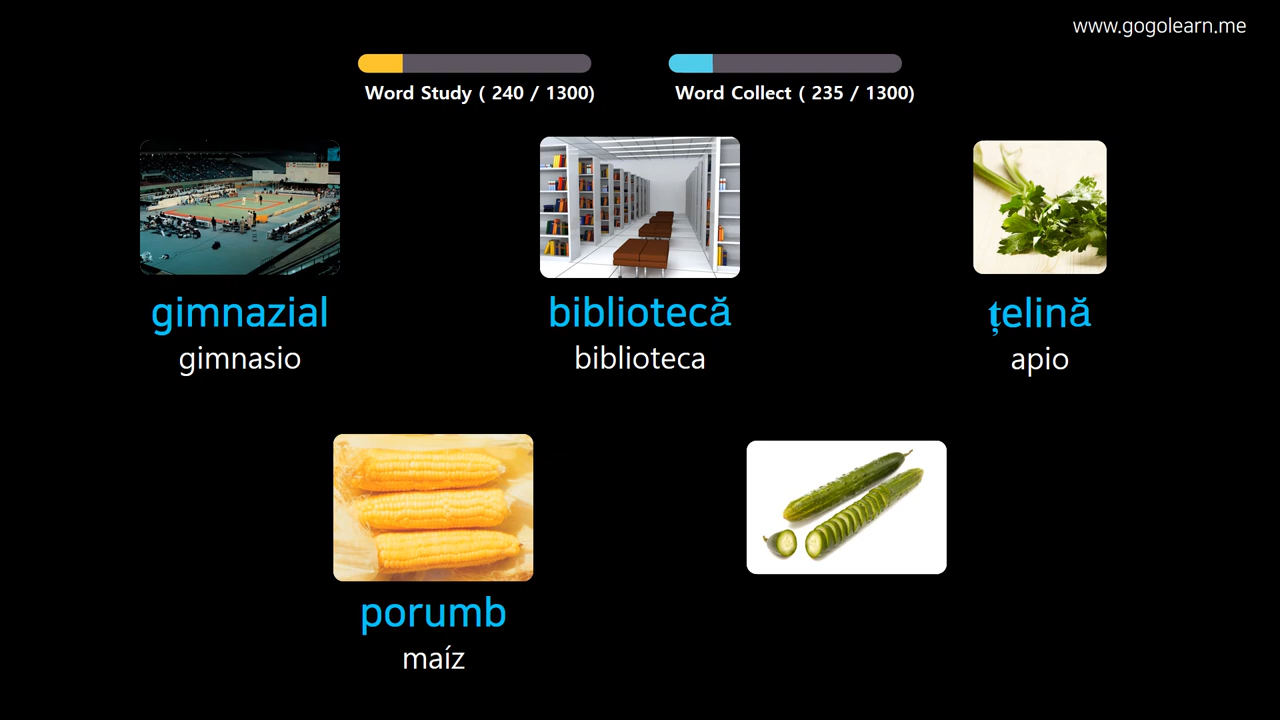 www.gogolearn.me
Word Study ( 240 / 1300)
Word Collect ( 235 / 1300)
gimnazial
gimnasio
bibliotecă
biblioteca
țelină
apio
porumb
maíz